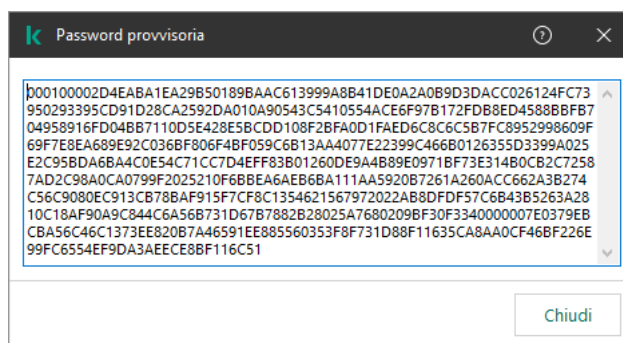 Password provvisoria
000100002D4EABA1EA29B50189BAAC613999A8B41DE0A2A0B9D3DACC026124FC73
950293395CD91D28CA2592DA010A90543C5410554ACE6F97B172FDB8ED4588BBFB7
04958916FD04BB7110D5E428E5BCDD108F2BFA0D1FAED6C8C6C5B7FC8952998609F
69F7E8EA689E92C036BF806F4BF059C6B13AA4077E22399C466B0126355D3399A025
E2C95BDA6BA4C0E54C71CC7D4EFF83B01260DE9A4B89E0971BF73E314B0CB2C7258
7AD2C98A0CA0799F2025210F6BBEA6AEB6BA111AA5920B7261A260ACC662A3B274
C56C9080EC913CB78BAF915F7CF8C1354621567972022AB8DFDF57C6B43B5263A28
10C18AF90A9C844C6A56B731D67B7882B28025A7680209BF30F3340000007E0379EB
CBA56C46C1373EE820B7A46591EE885560353F8F731D88F11635CA8AA0CF46BF226E
99FC6554EF9DA3AEECE8BF116C51
Chiudi